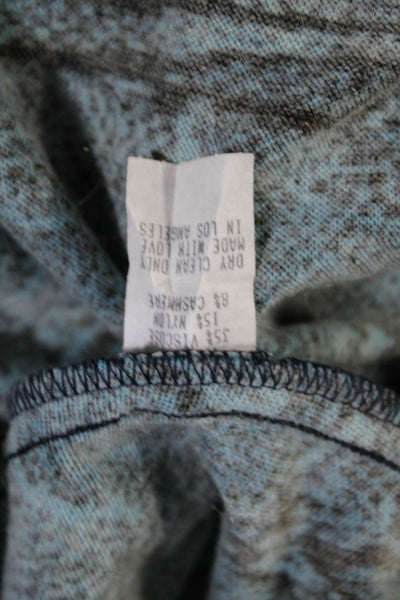 35% VISCOSE
15% NYLON
8% CASHMERE
DRY CLEAN ONLY
MADE WITH LOVE
IN LOS ANGELES